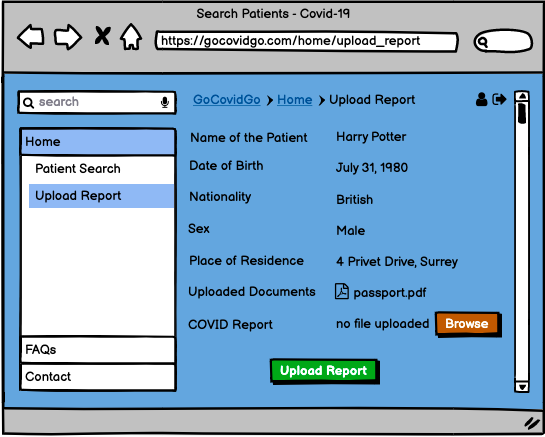 Search Patients - Covid-19
https://gocovidgo.com/home/upload_report
search
GoCovidGo > Home > Upload Report
Home
Patient Search
Upload Report
FAQs
Contact
Name of the Patient Harry Potter
Date of Birth July 31, 1980
Nationality British
Sex Male
Place of Residence 4 Privet Drive, Surrey
Uploaded Documents passport.pdf
COVID Report no file uploaded Browse
Upload Report